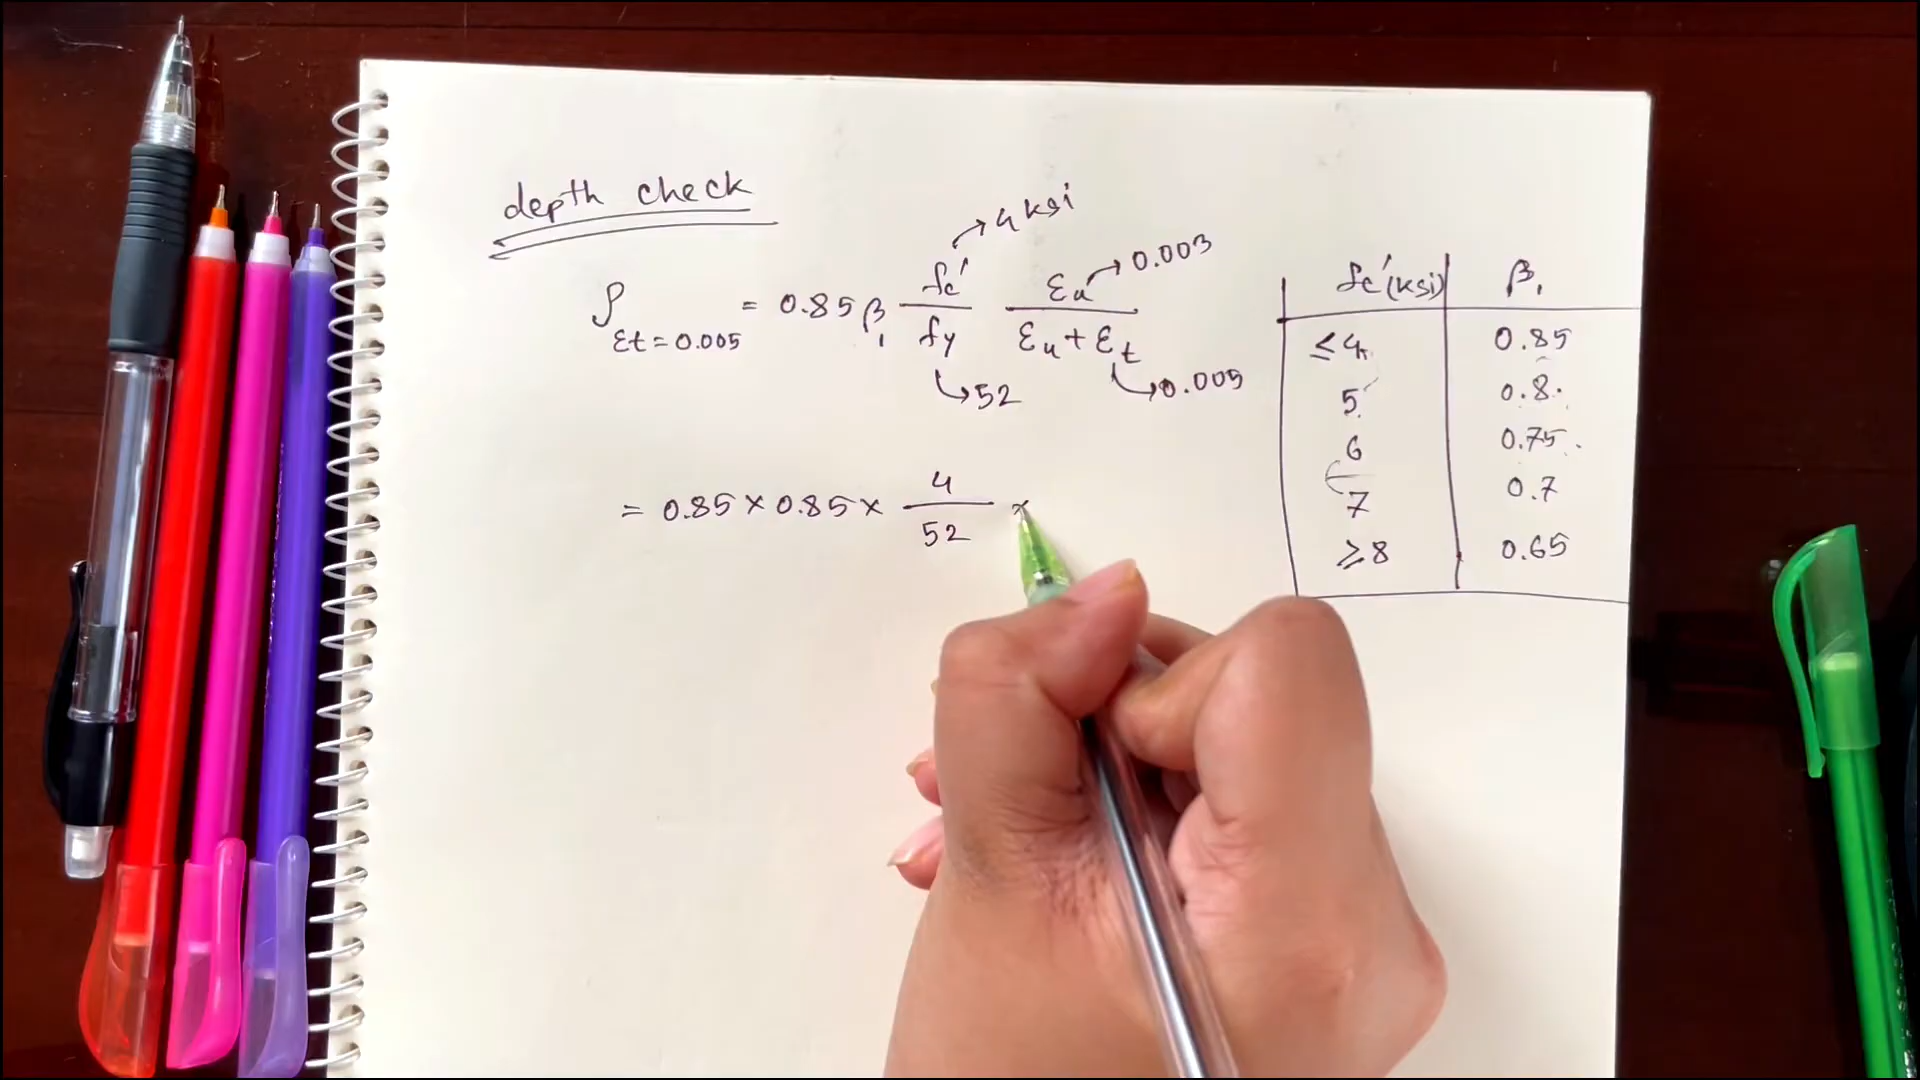 depth check
→ 4 ksi
→ 0.003
ρ εt = 0.005 = 0.85 β₁ fc'/fy εu/(εu + εt)
↳ 52
↳ 0.005
= 0.85 × 0.85 × 4/52 ×
fc' (ksi) β₁
≤4 0.85
5 0.8
6 0.75
7 0.7
≥8 0.65